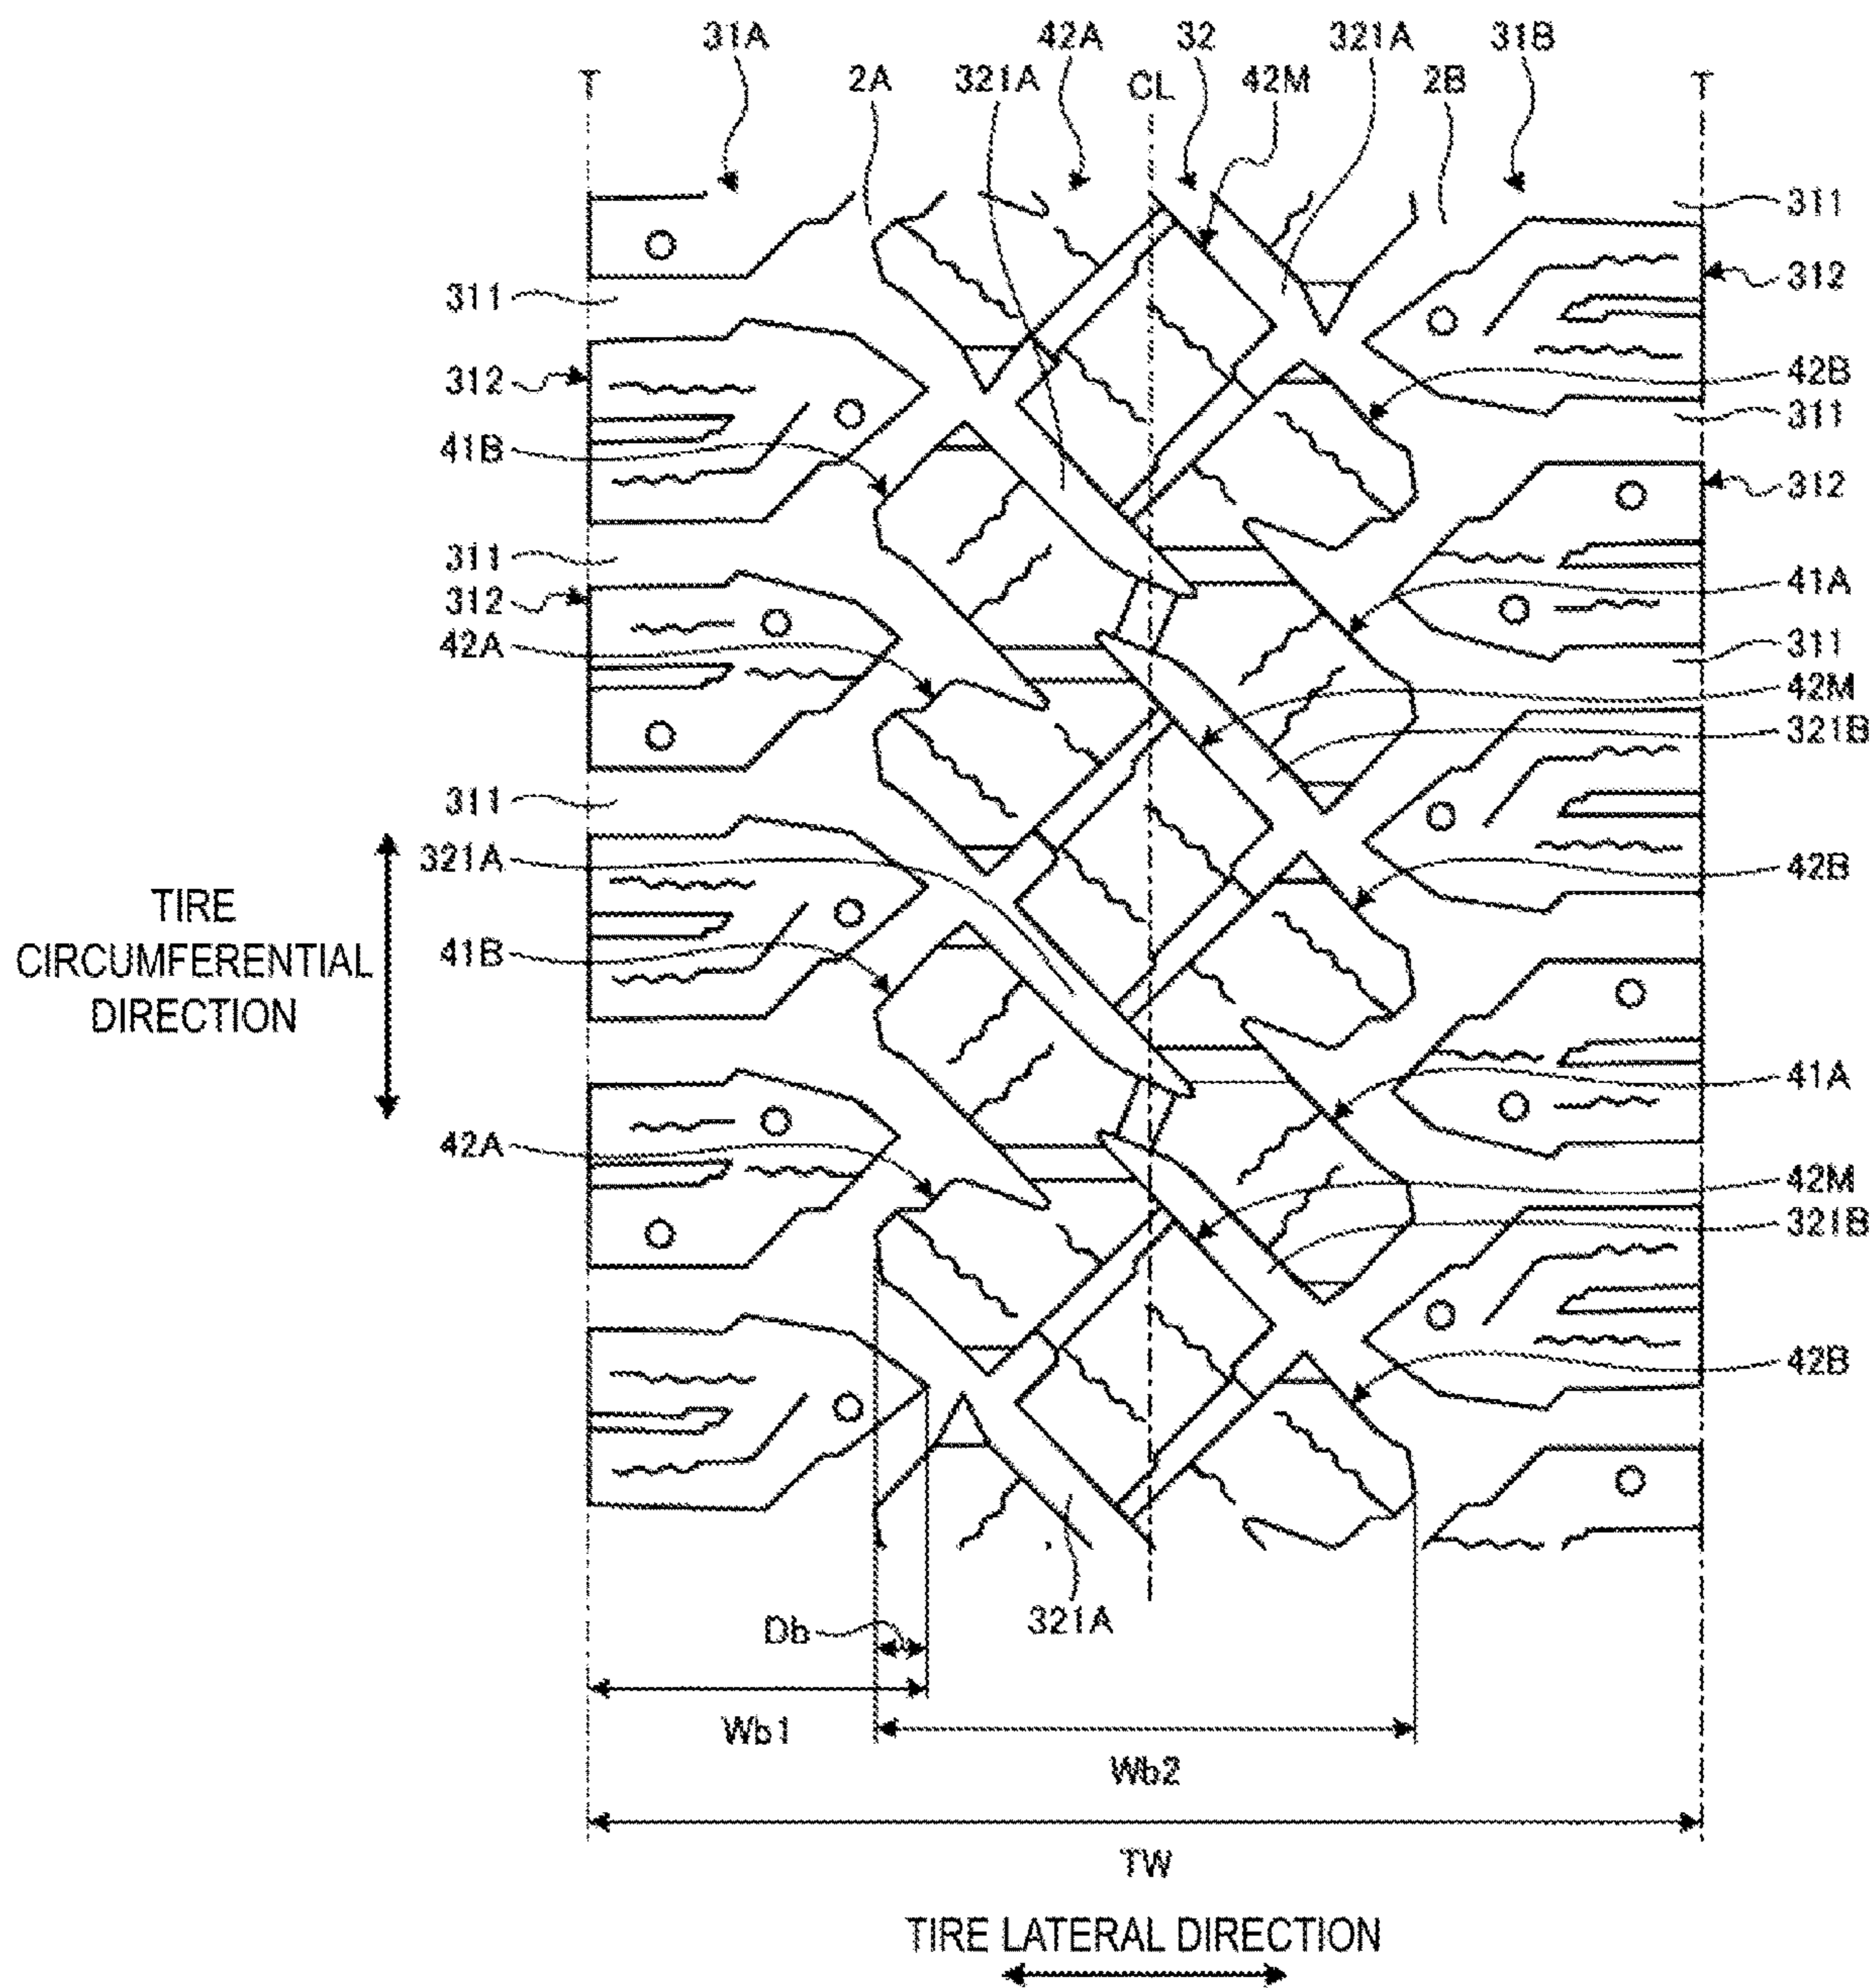 31A 42A 32 321A 31B
2A 321A CL 42M 2B
T T
311
311 312
312 42B
311
41B 312
311
312 41A
42A 311
42M
321B
311
321A 42B
TIRE
CIRCUMFERENTIAL
DIRECTION
41B
41A
42A
42M
321B
42B
321A
Db
Wb1
Wb2
TW
TIRE LATERAL DIRECTION